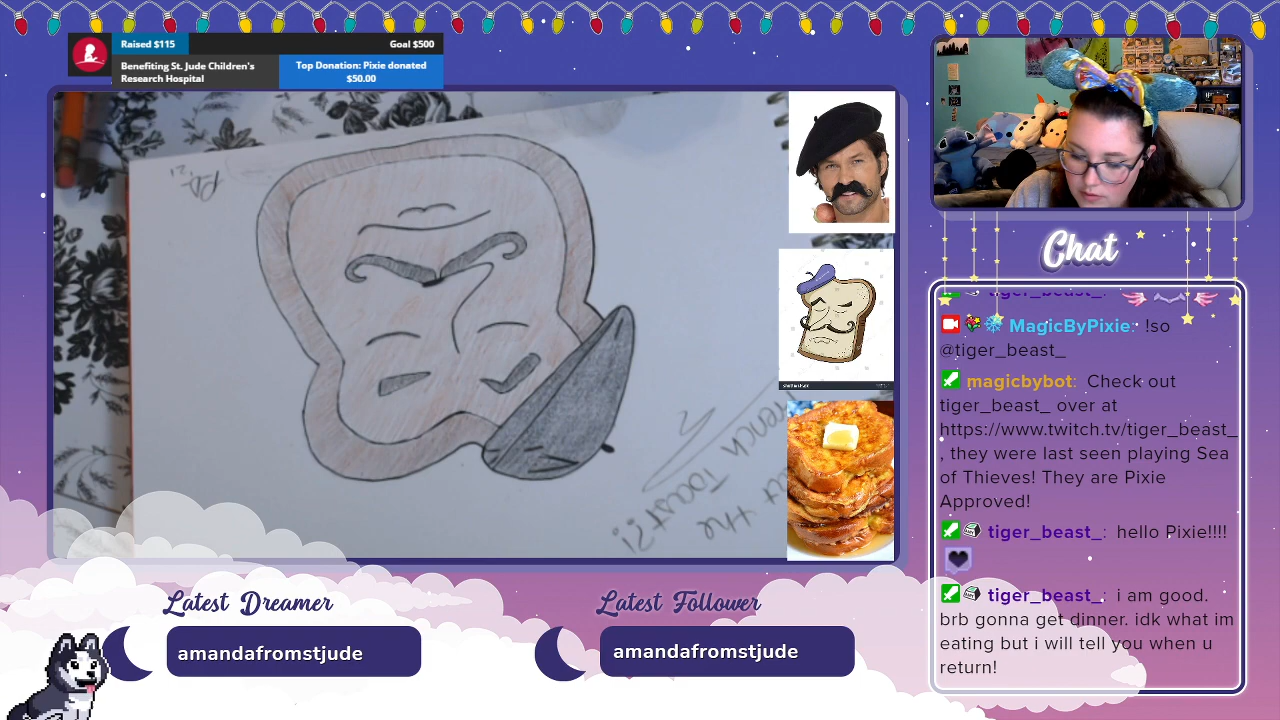 Raised $115
Goal $500
Benefiting St. Jude Children's
Research Hospital
Top Donation: Pixie donated
$50.00
the
Toast?!
Chat
tiger_beast_:
MagicByPixie: !so
@tiger_beast_
magicbybot: Check out
tiger_beast_ over at
https://www.twitch.tv/tiger_beast_
, they were last seen playing Sea
of Thieves! They are Pixie
Approved!
tiger_beast_: hello Pixie!!!!
tiger_beast_: i am good.
brb gonna get dinner. idk what im
eating but i will tell you when u
return!
Latest Dreamer
amandafromstjude
Latest Follower
amandafromstjude